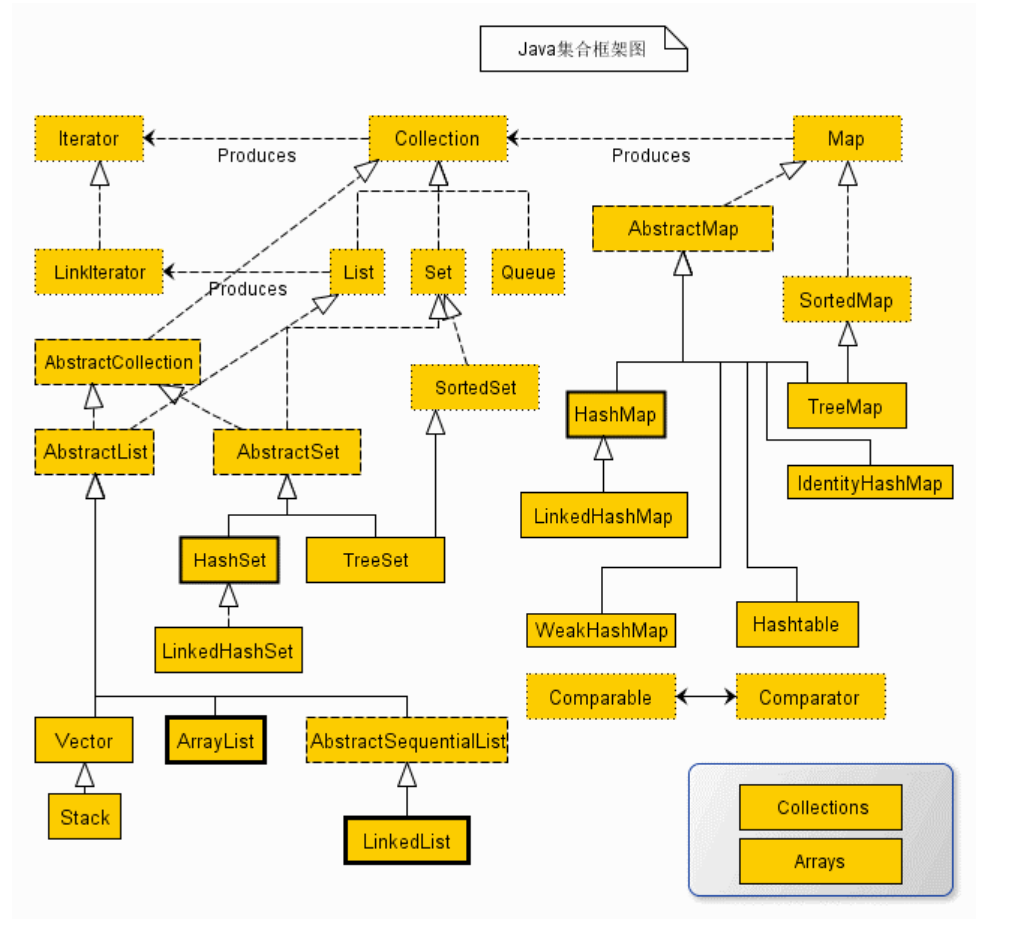 Java集合框架图
Iterator
Collection
Map
Produces
Produces
AbstractMap
LinkIterator
List
Set
Queue
Produces
SortedMap
AbstractCollection
SortedSet
HashMap
TreeMap
AbstractList
AbstractSet
IdentityHashMap
LinkedHashMap
HashSet
TreeSet
WeakHashMap
Hashtable
LinkedHashSet
Comparable
Comparator
Vector
ArrayList
AbstractSequentialList
Stack
LinkedList
Collections
Arrays